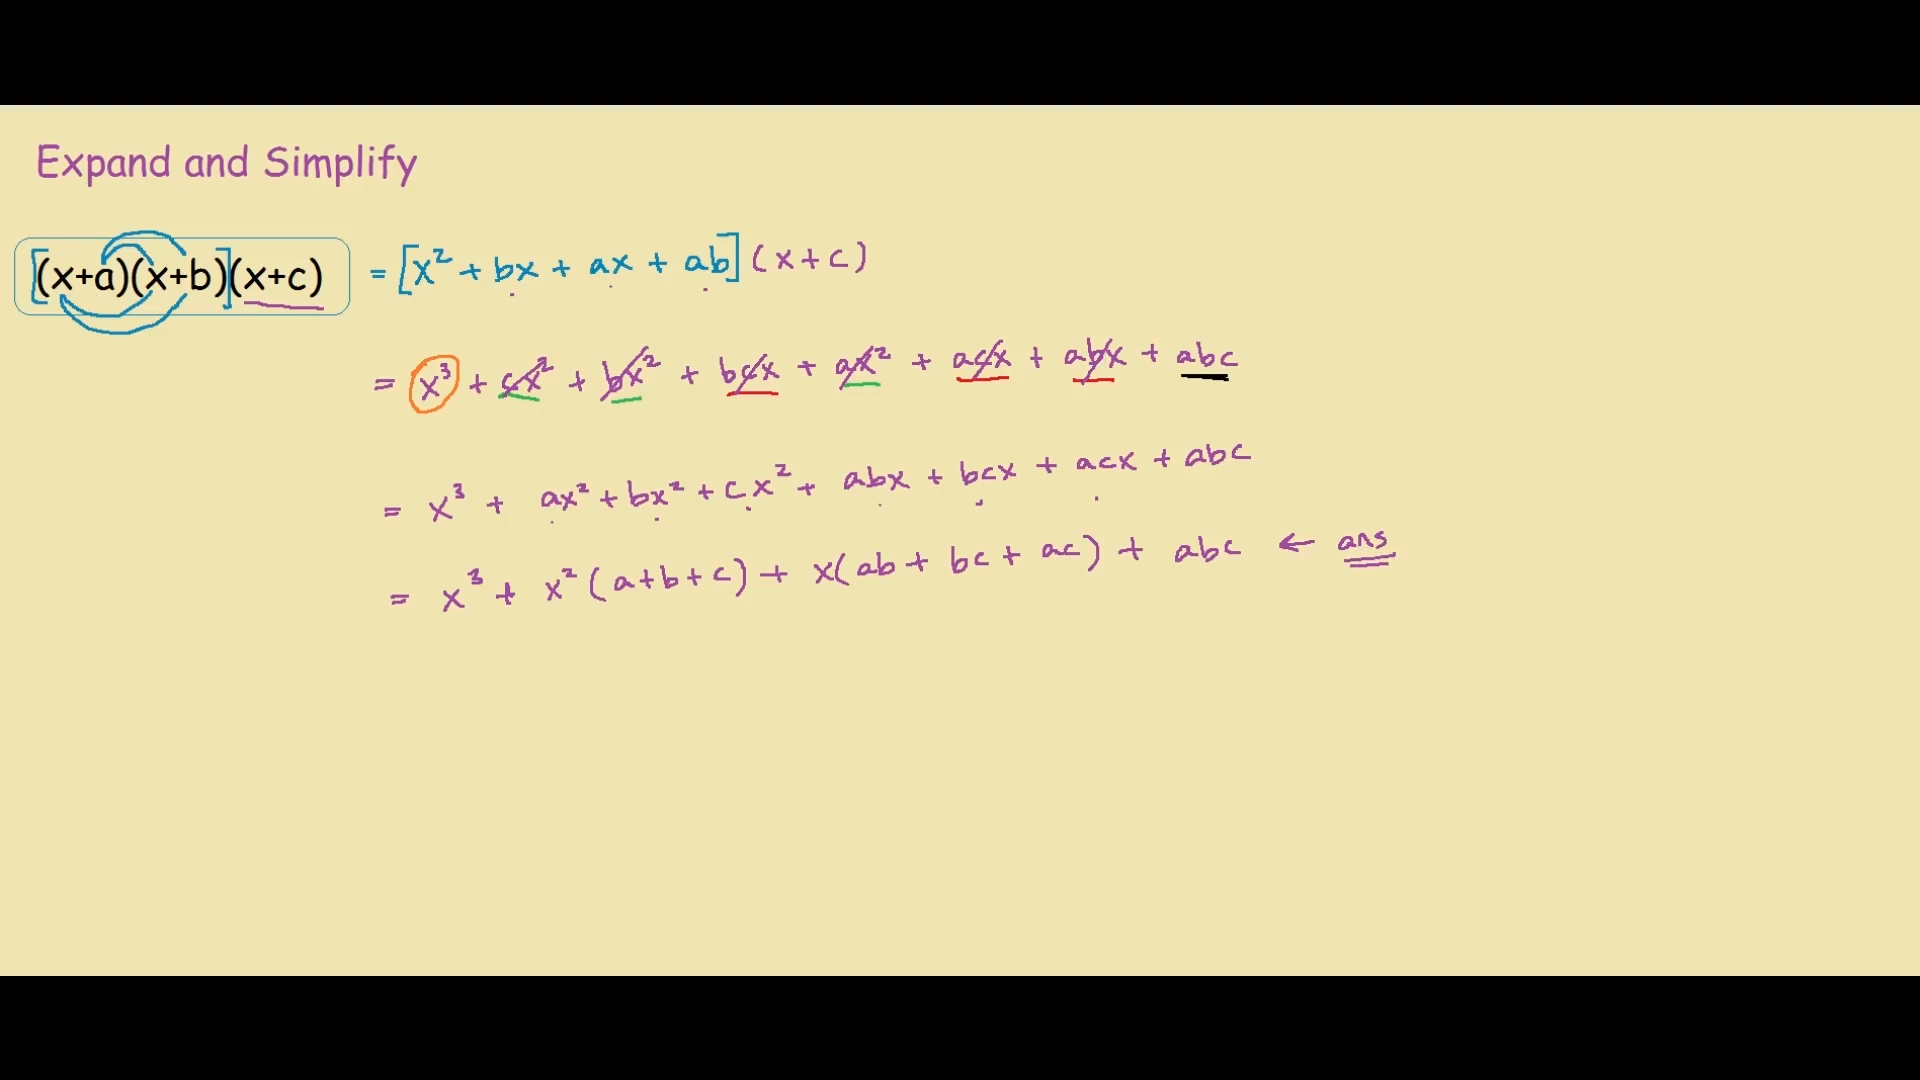 Expand and Simplify
[(x+a)(x+b)](x+c) = [x² + bx + ax + ab](x+c)
= x³ + cx² + bx² + bcx + ax² + acx + abx + abc
= x³ + ax² + bx² + cx² + abx + bcx + acx + abc
= x³ + x²(a+b+c) + x(ab + bc + ac) + abc ← ans